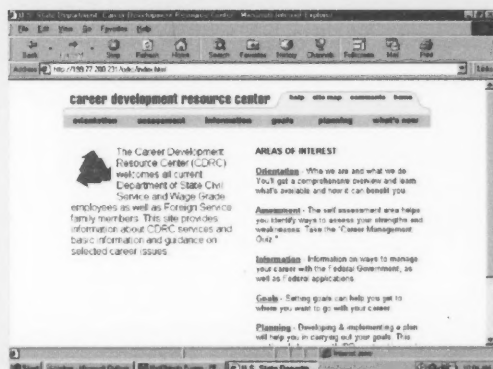 U.S. State Department Career Development Resource Center - Microsoft Internet Explorer
File Edit View Go Favorites Help
Back Stop Refresh Home Search Favorites History Channels Fullscreen Mail Print
Address
Links
career development resource center
help site map comments home
orientation assessment information goals planning what's new
The Career Development
Resource Center (CDRC)
welcomes all current
Department of State Civil
Service and Wage Grade
employees as well as Foreign Service
family members. This site provides
information about CDRC services and
basic information and guidance on
selected career issues.
AREAS OF INTEREST
Orientation - Who we are and what we do.
You'll get a comprehensive overview and learn
what's available and how it can benefit you.
Assessment - The self assessment area helps
you identify ways to assess your strengths and
weaknesses. Take the "Career Management
Quiz."
Information - Information on ways to manage
your career with the Federal Government, as
well as Federal applications.
Goals - Setting goals can help you get to
where you want to go with your career.
Planning - Developing & implementing a plan
will help you in carrying out your goals. This
Internet zone
Start
U.S. State Departm...